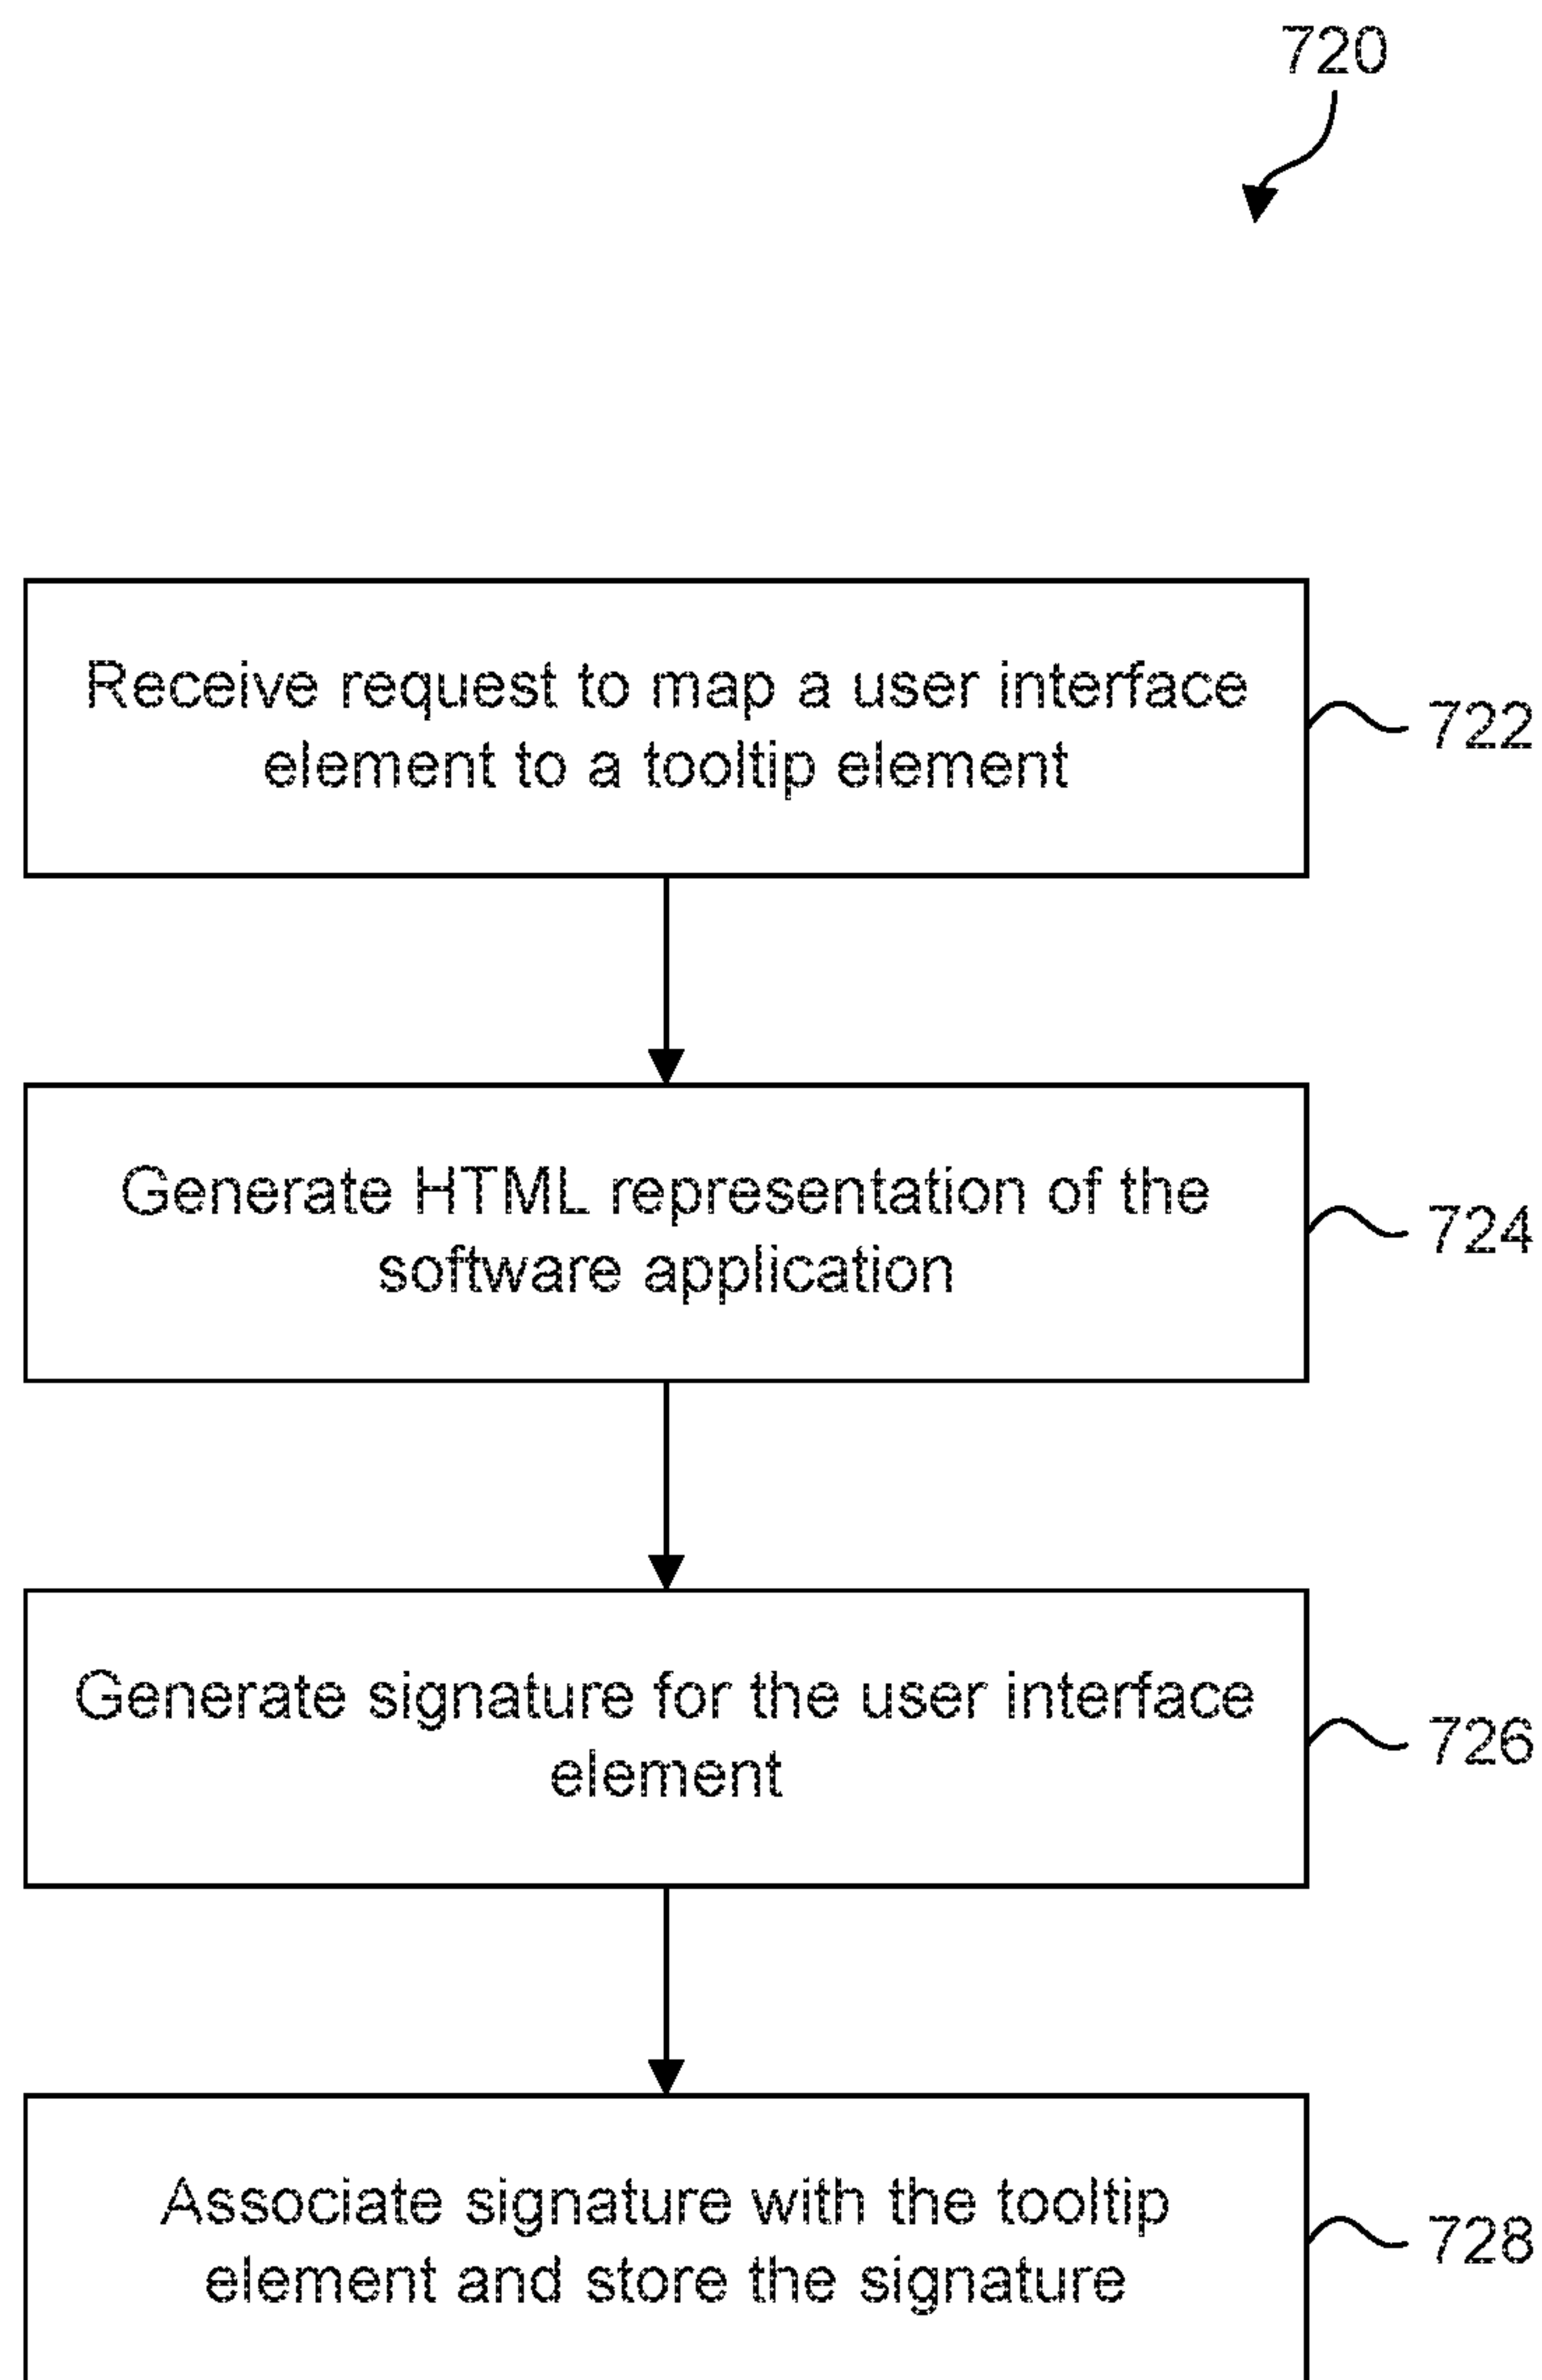 720
Receive request to map a user interface
element to a tooltip element
722
Generate HTML representation of the
software application
724
Generate signature for the user interface
element
726
Associate signature with the tooltip
element and store the signature
728